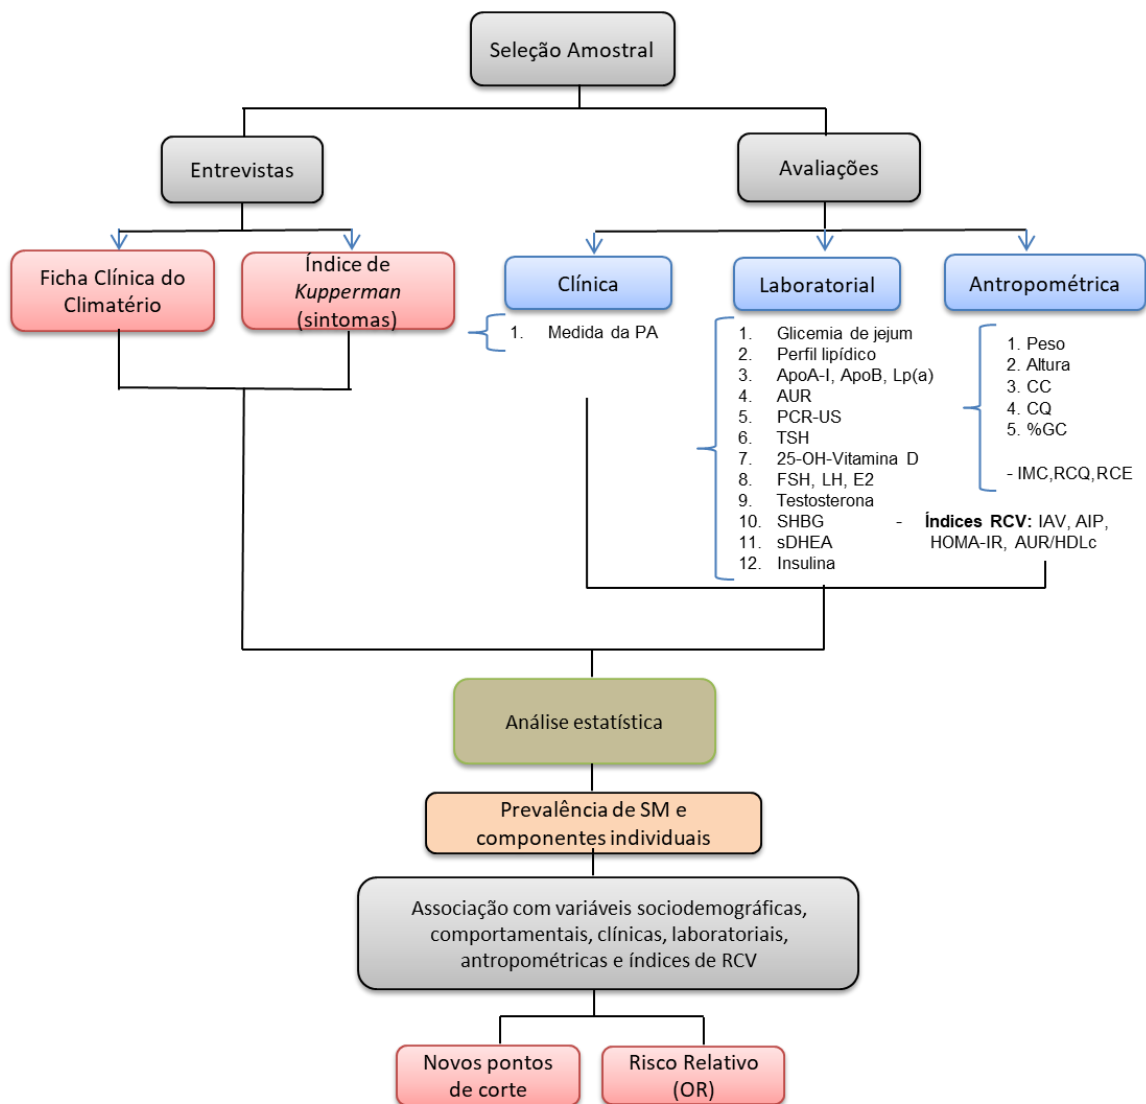 Seleção Amostral
Entrevistas
Avaliações
Ficha Clínica do
Climatério
Índice de
Kupperman
(sintomas)
Clínica
Laboratorial
Antropométrica
1. Medida da PA
1. Glicemia de jejum
2. Perfil lipídico
3. ApoA-I, ApoB, Lp(a)
4. AUR
5. PCR-US
6. TSH
7. 25-OH-Vitamina D
8. FSH, LH, E2
9. Testosterona
10. SHBG
11. sDHEA
12. Insulina
1. Peso
2. Altura
3. CC
4. CQ
5. %GC
- IMC,RCQ,RCE
- Índices RCV: IAV, AIP,
HOMA-IR, AUR/HDLc
Análise estatística
Prevalência de SM e
componentes individuais
Associação com variáveis sociodemográficas,
comportamentais, clínicas, laboratoriais,
antropométricas e índices de RCV
Novos pontos
de corte
Risco Relativo
(OR)